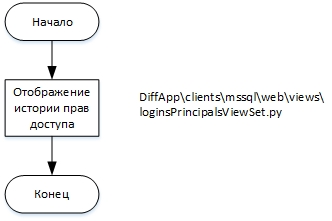 Начало
Отображение
истории прав
доступа
DiffApp\clients\mssql\web\views\
loginsPrincipalsViewSet.py
Конец